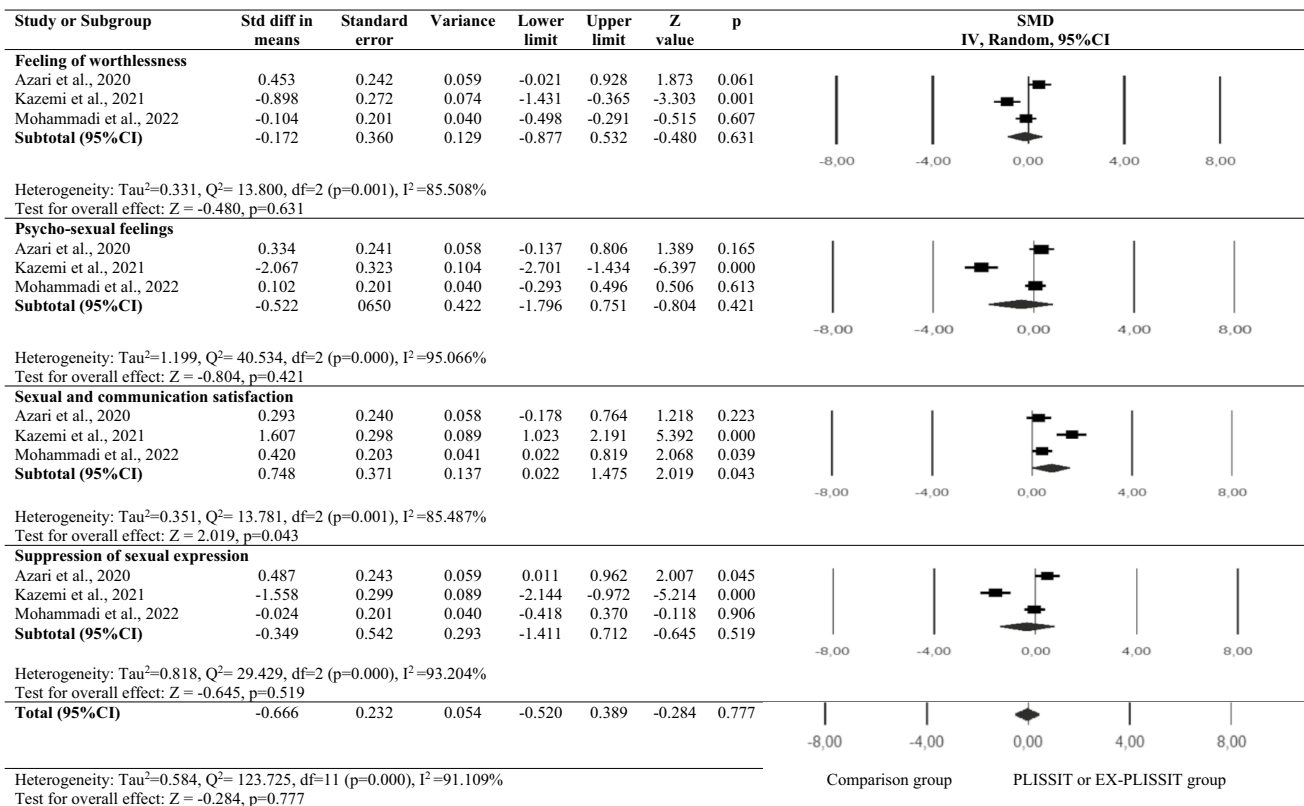 Study or Subgroup Std diff in means Standard error Variance Lower limit Upper limit Z value p SMD IV, Random, 95%CI
Feeling of worthlessness
Azari et al., 2020 0.453 0.242 0.059 -0.021 0.928 1.873 0.061
Kazemi et al., 2021 -0.898 0.272 0.074 -1.431 -0.365 -3.303 0.001
Mohammadi et al., 2022 -0.104 0.201 0.040 -0.498 -0.291 -0.515 0.607
Subtotal (95%CI) -0.172 0.360 0.129 -0.877 0.532 -0.480 0.631
-8,00 -4,00 0,00 4,00 8,00
Heterogeneity: Tau²=0.331, Q²= 13.800, df=2 (p=0.001), I²=85.508%
Test for overall effect: Z = -0.480, p=0.631
Psycho-sexual feelings
Azari et al., 2020 0.334 0.241 0.058 -0.137 0.806 1.389 0.165
Kazemi et al., 2021 -2.067 0.323 0.104 -2.701 -1.434 -6.397 0.000
Mohammadi et al., 2022 0.102 0.201 0.040 -0.293 0.496 0.506 0.613
Subtotal (95%CI) -0.522 0650 0.422 -1.796 0.751 -0.804 0.421
-8,00 -4,00 0,00 4,00 8,00
Heterogeneity: Tau²=1.199, Q²= 40.534, df=2 (p=0.000), I²=95.066%
Test for overall effect: Z = -0.804, p=0.421
Sexual and communication satisfaction
Azari et al., 2020 0.293 0.240 0.058 -0.178 0.764 1.218 0.223
Kazemi et al., 2021 1.607 0.298 0.089 1.023 2.191 5.392 0.000
Mohammadi et al., 2022 0.420 0.203 0.041 0.022 0.819 2.068 0.039
Subtotal (95%CI) 0.748 0.371 0.137 0.022 1.475 2.019 0.043
-8,00 -4,00 0,00 4,00 8,00
Heterogeneity: Tau²=0.351, Q²= 13.781, df=2 (p=0.001), I²=85.487%
Test for overall effect: Z = 2.019, p=0.043
Suppression of sexual expression
Azari et al., 2020 0.487 0.243 0.059 0.011 0.962 2.007 0.045
Kazemi et al., 2021 -1.558 0.299 0.089 -2.144 -0.972 -5.214 0.000
Mohammadi et al., 2022 -0.024 0.201 0.040 -0.418 0.370 -0.118 0.906
Subtotal (95%CI) -0.349 0.542 0.293 -1.411 0.712 -0.645 0.519
-8,00 -4,00 0,00 4,00 8,00
Heterogeneity: Tau²=0.818, Q²= 29.429, df=2 (p=0.000), I²=93.204%
Test for overall effect: Z = -0.645, p=0.519
Total (95%CI) -0.666 0.232 0.054 -0.520 0.389 -0.284 0.777
-8,00 -4,00 0,00 4,00 8,00
Heterogeneity: Tau²=0.584, Q²= 123.725, df=11 (p=0.000), I²=91.109% Comparison group PLISSIT or EX-PLISSIT group
Test for overall effect: Z = -0.284, p=0.777